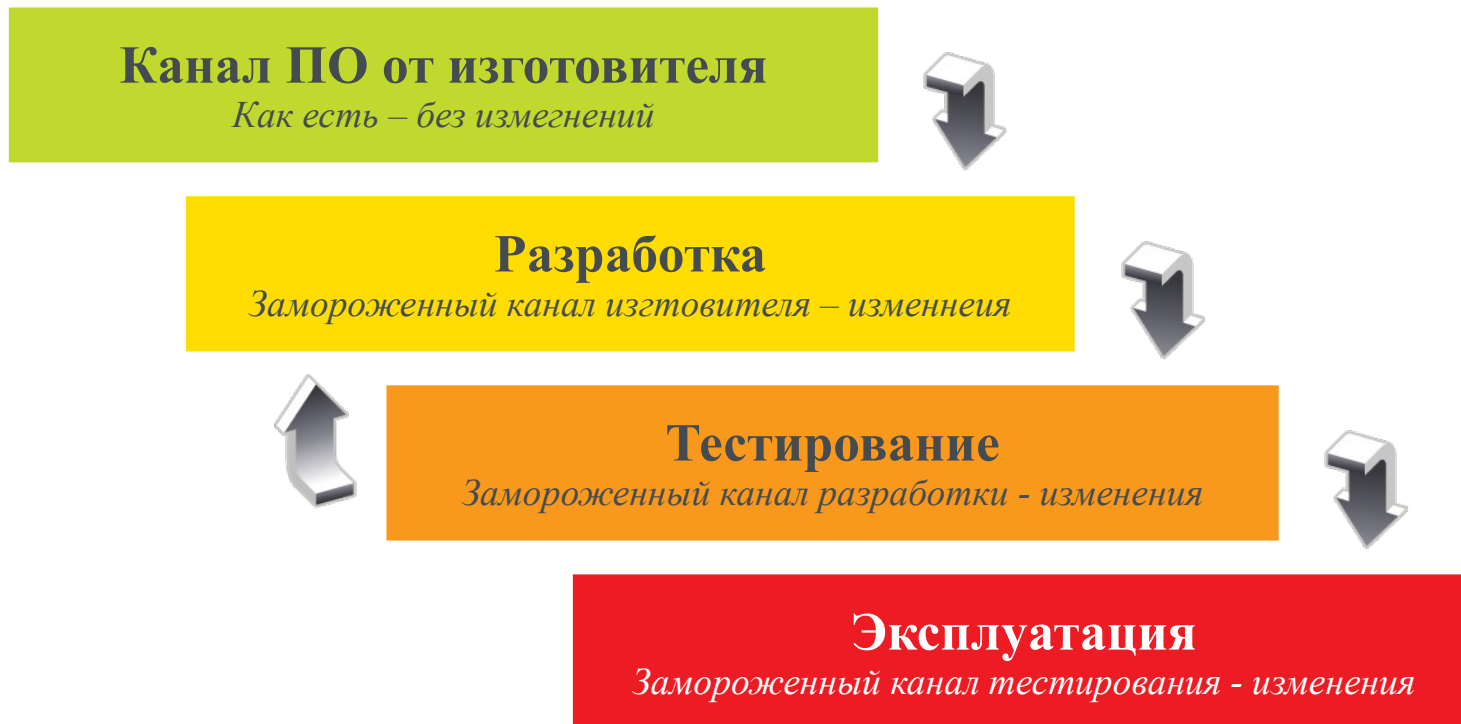 Канал ПО от изготовителя
Как есть – без измегнений
Разработка
Замороженный канал изгтовителя – изменнеия
Тестирование
Замороженный канал разработки - изменения
Эксплуатация
Замороженный канал тестирования - изменения